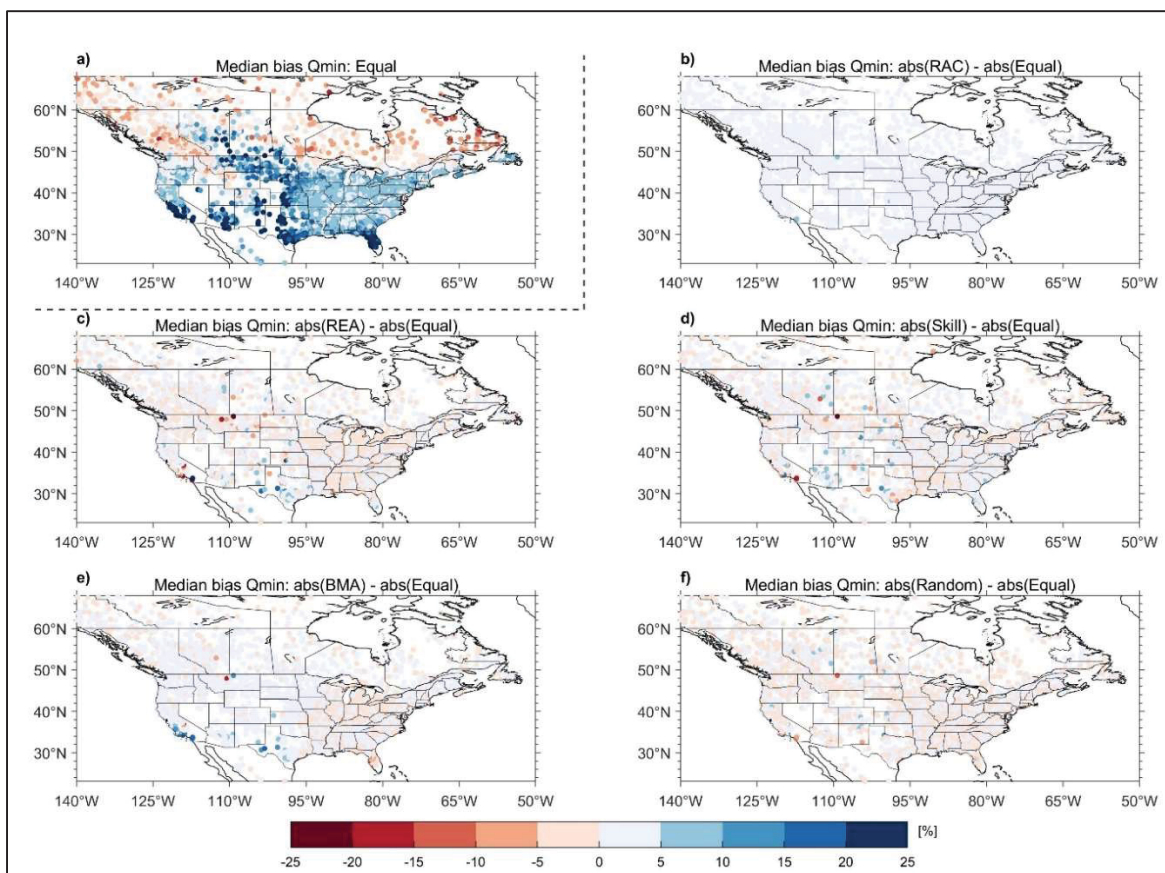 a)
Median bias Qmin: Equal
60°N
50°N
40°N
30°N
140°W 125°W 110°W 95°W 80°W 65°W 50°W
b)
Median bias Qmin: abs(RAC) - abs(Equal)
60°N
50°N
40°N
30°N
140°W 125°W 110°W 95°W 80°W 65°W 50°W
c)
Median bias Qmin: abs(REA) - abs(Equal)
60°N
50°N
40°N
30°N
140°W 125°W 110°W 95°W 80°W 65°W 50°W
d)
Median bias Qmin: abs(Skill) - abs(Equal)
60°N
50°N
40°N
30°N
140°W 125°W 110°W 95°W 80°W 65°W 50°W
e)
Median bias Qmin: abs(BMA) - abs(Equal)
60°N
50°N
40°N
30°N
140°W 125°W 110°W 95°W 80°W 65°W 50°W
f)
Median bias Qmin: abs(Random) - abs(Equal)
60°N
50°N
40°N
30°N
140°W 125°W 110°W 95°W 80°W 65°W 50°W
[%]
-25 -20 -15 -10 -5 0 5 10 15 20 25